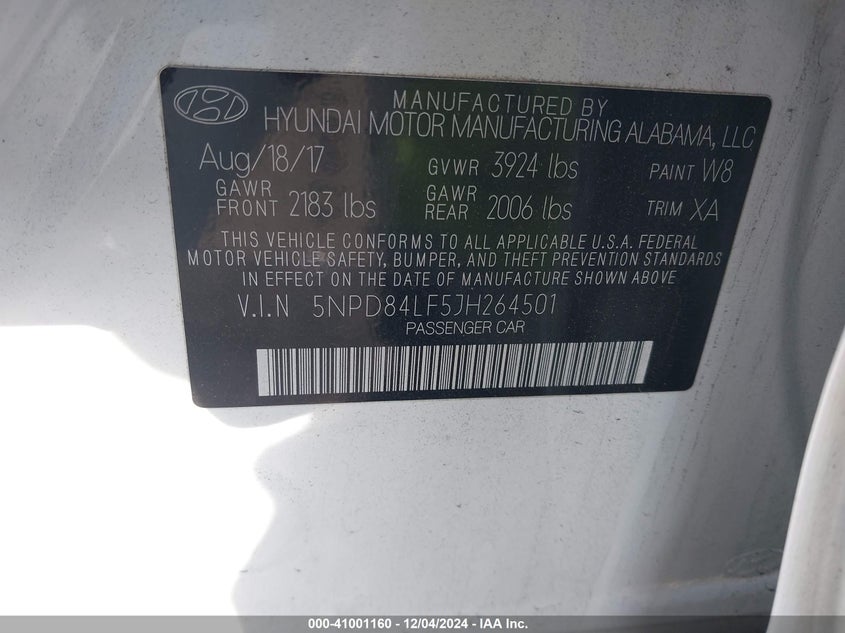 MANUFACTURED BY
HYUNDAI MOTOR MANUFACTURING ALABAMA, LLC
Aug/18/17 GVWR 3924 lbs PAINT W8
GAWR FRONT 2183 lbs GAWR REAR 2006 lbs TRIM XA
THIS VEHICLE CONFORMS TO ALL APPLICABLE U.S.A. FEDERAL
MOTOR VEHICLE SAFETY, BUMPER, AND THEFT PREVENTION STANDARDS
IN EFFECT ON THE DATE OF MANUFACTURE SHOWN ABOVE
V.I.N 5NPD84LF5JH264501
PASSENGER CAR
000-41001160 - 12/04/2024 - IAA Inc.